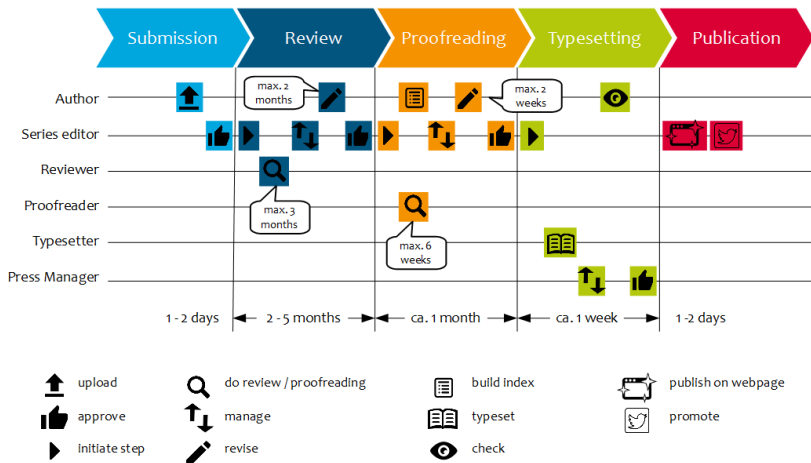 Submission
Review
Proofreading
Typesetting
Publication
Author
max. 2
months
max. 2
weeks
Series editor
Reviewer
max. 3
months
Proofreader
max. 6
weeks
Typesetter
Press Manager
1 - 2 days
2 - 5 months
ca. 1 month
ca. 1 week
1 - 2 days
upload
do review / proofreading
build index
publish on webpage
approve
manage
typeset
promote
initiate step
revise
check